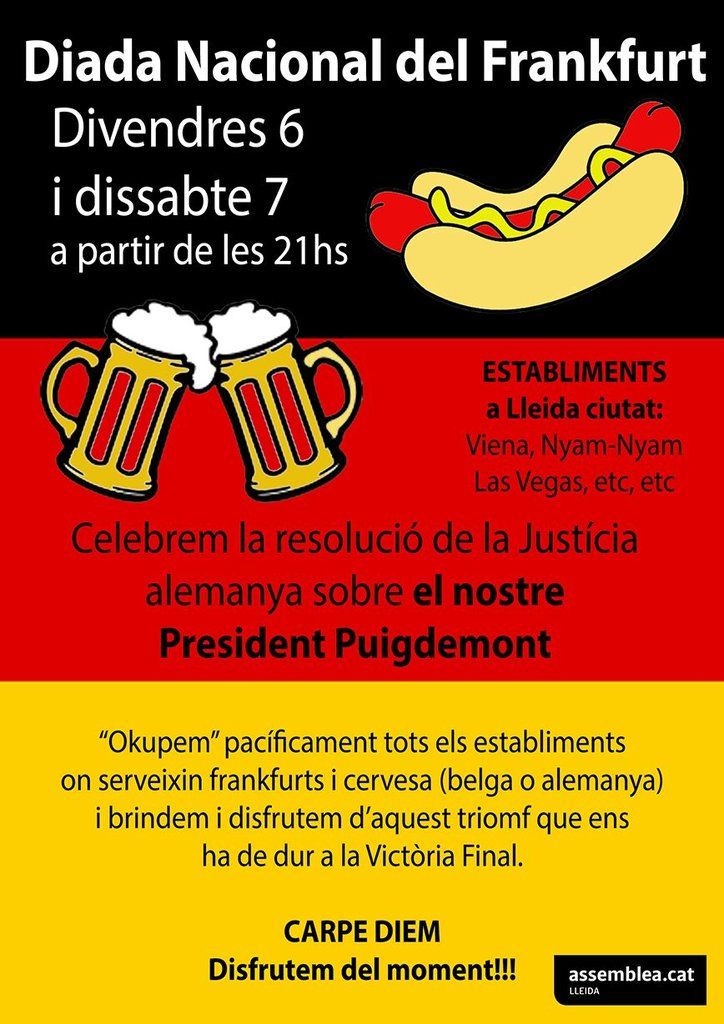 Diada Nacional del Frankfurt
Divendres 6
i dissabte 7
a partir de les 21hs
ESTABLIMENTS
a Lleida ciutat:
Viena, Nyam-Nyam
Las Vegas, etc, etc
Celebrem la resolució de la Justícia
alemanya sobre el nostre
President Puigdemont
“Okupem” pacíficament tots els establiments
on serveixin frankfurts i cervesa (belga o alemanya)
i brindem i disfrutem d’aquest triomf que ens
ha de dur a la Victòria Final.
CARPE DIEM
Disfrutem del moment!!!
assemblea.cat
LLEIDA